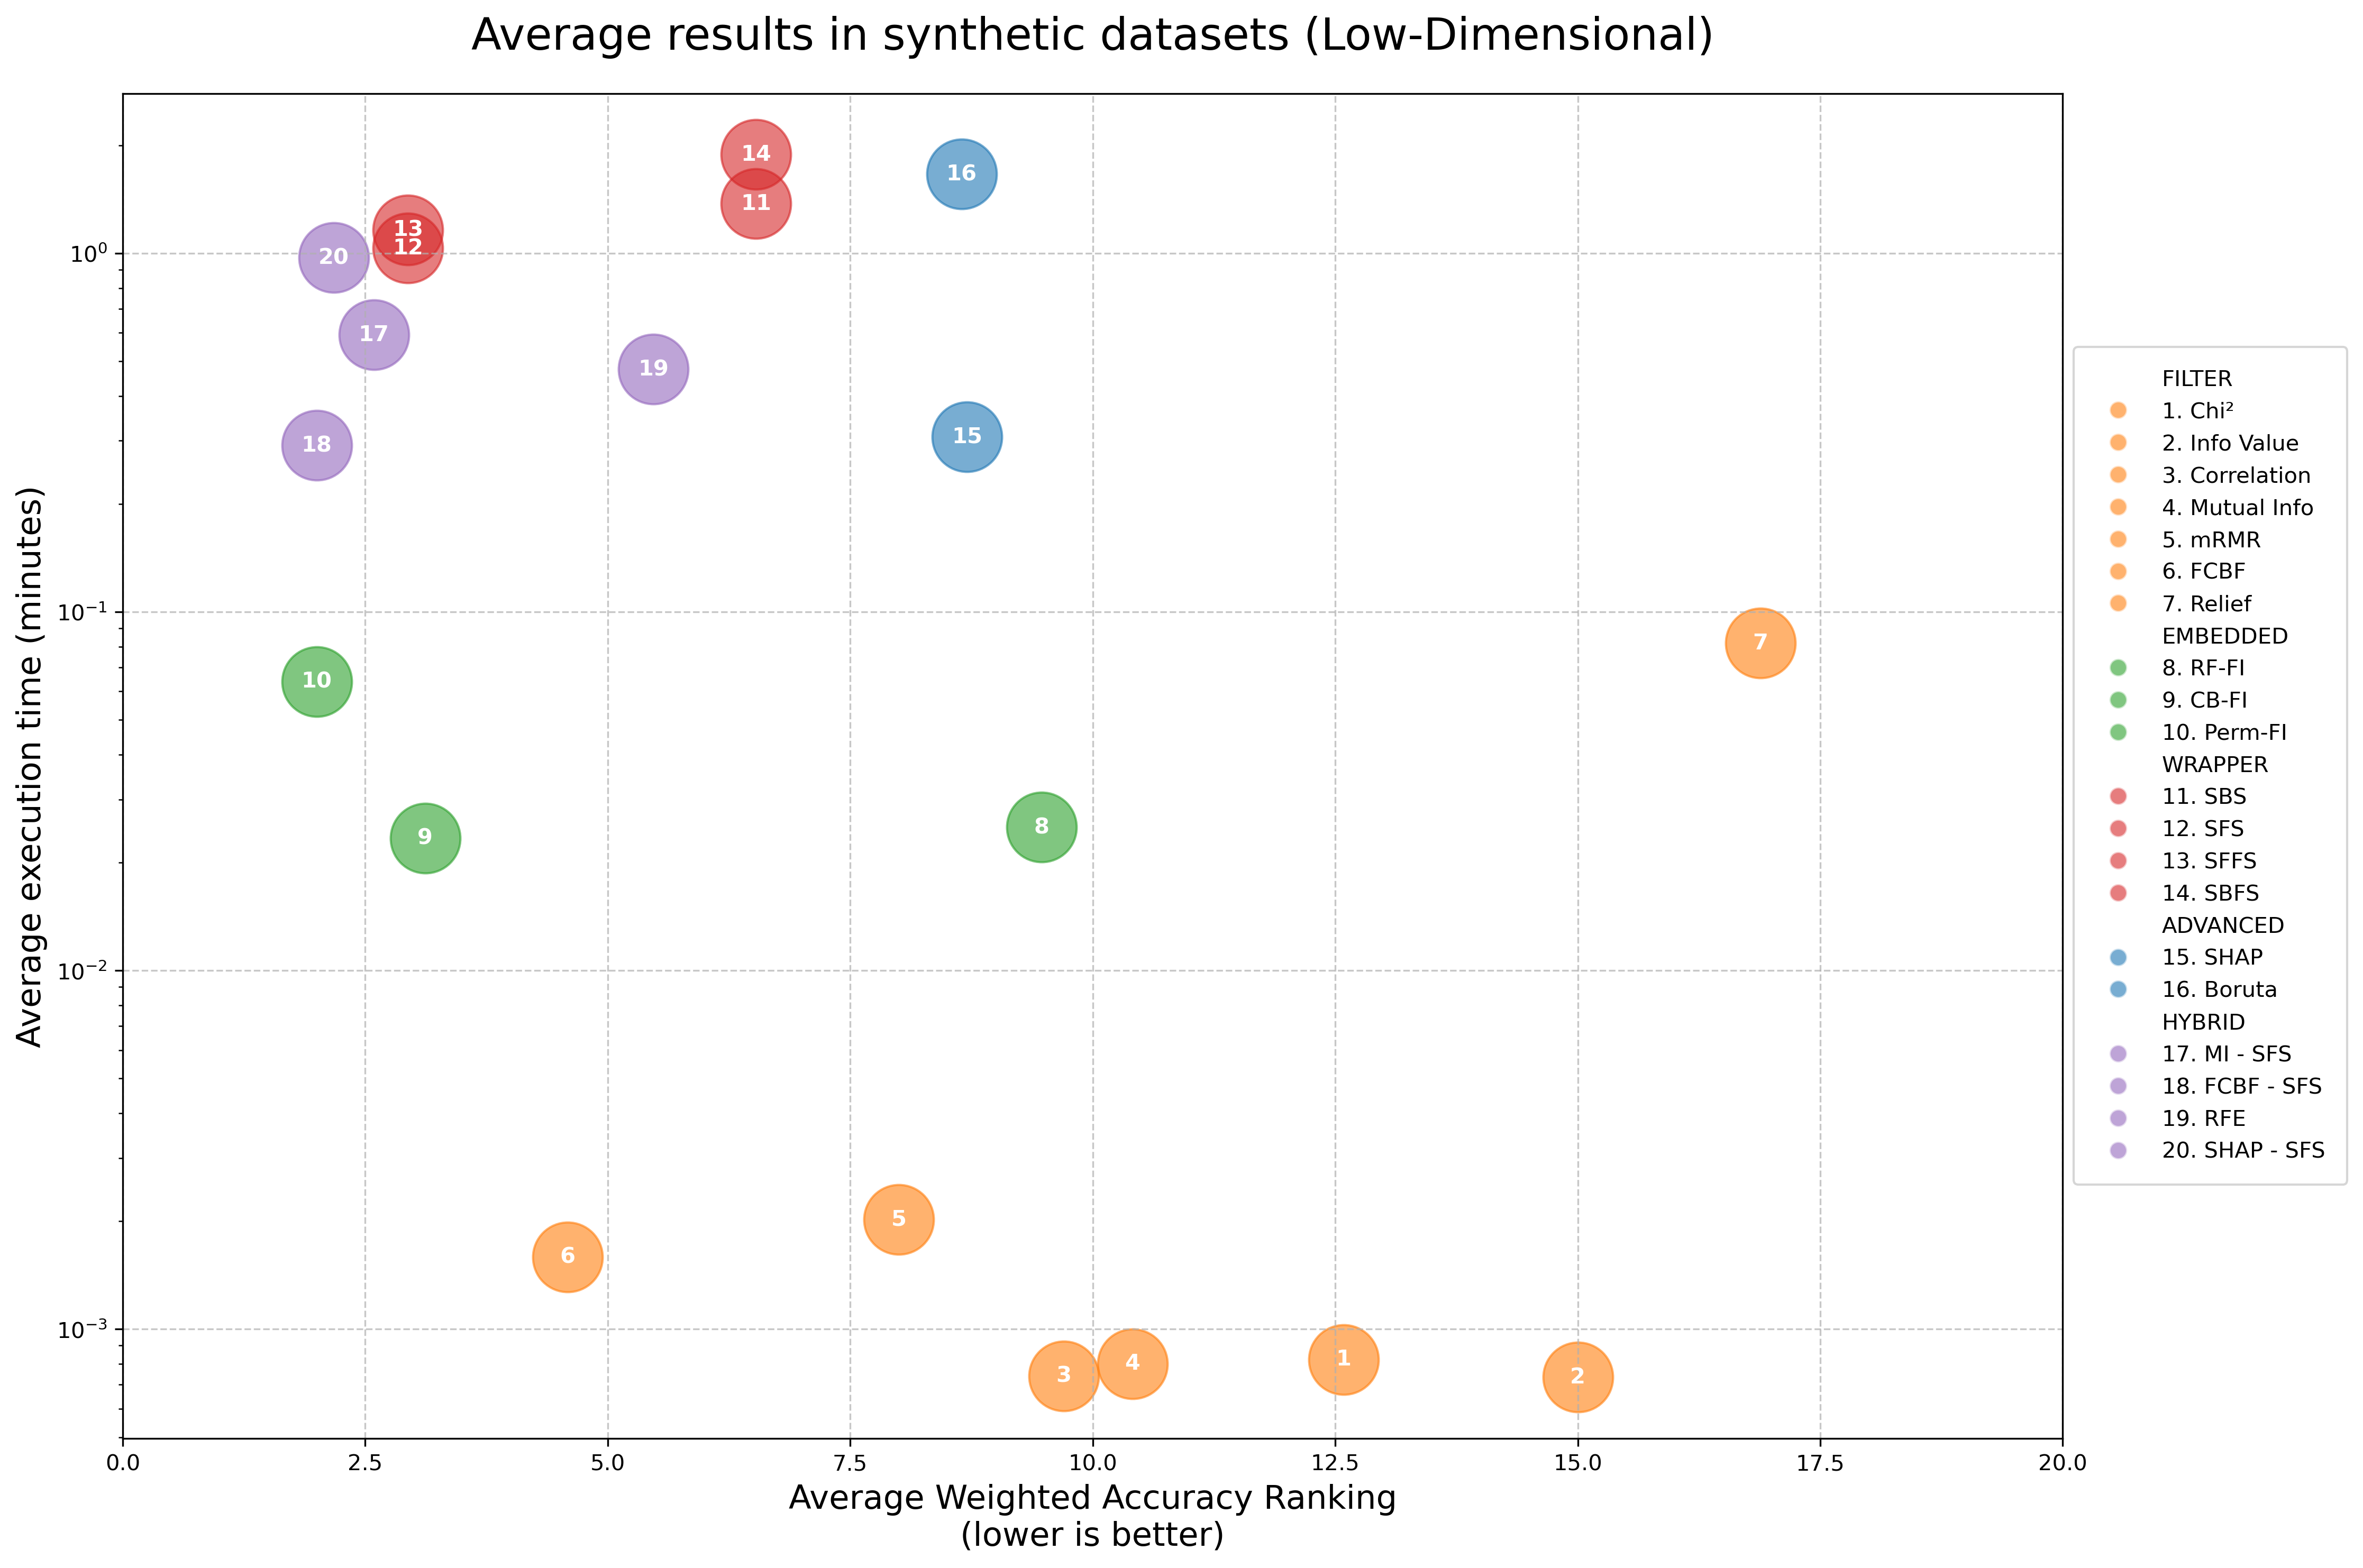 Average results in synthetic datasets (Low-Dimensional)
Average execution time (minutes)
10⁰
10⁻¹
10⁻²
10⁻³
14
16
11
13
12
20
17
19
18
15
7
10
8
9
5
6
1
4
3
2
0.0 2.5 5.0 7.5 10.0 12.5 15.0 17.5 20.0
Average Weighted Accuracy Ranking
(lower is better)
FILTER
1. Chi²
2. Info Value
3. Correlation
4. Mutual Info
5. mRMR
6. FCBF
7. Relief
EMBEDDED
8. RF-FI
9. CB-FI
10. Perm-FI
WRAPPER
11. SBS
12. SFS
13. SFFS
14. SBFS
ADVANCED
15. SHAP
16. Boruta
HYBRID
17. MI - SFS
18. FCBF - SFS
19. RFE
20. SHAP - SFS